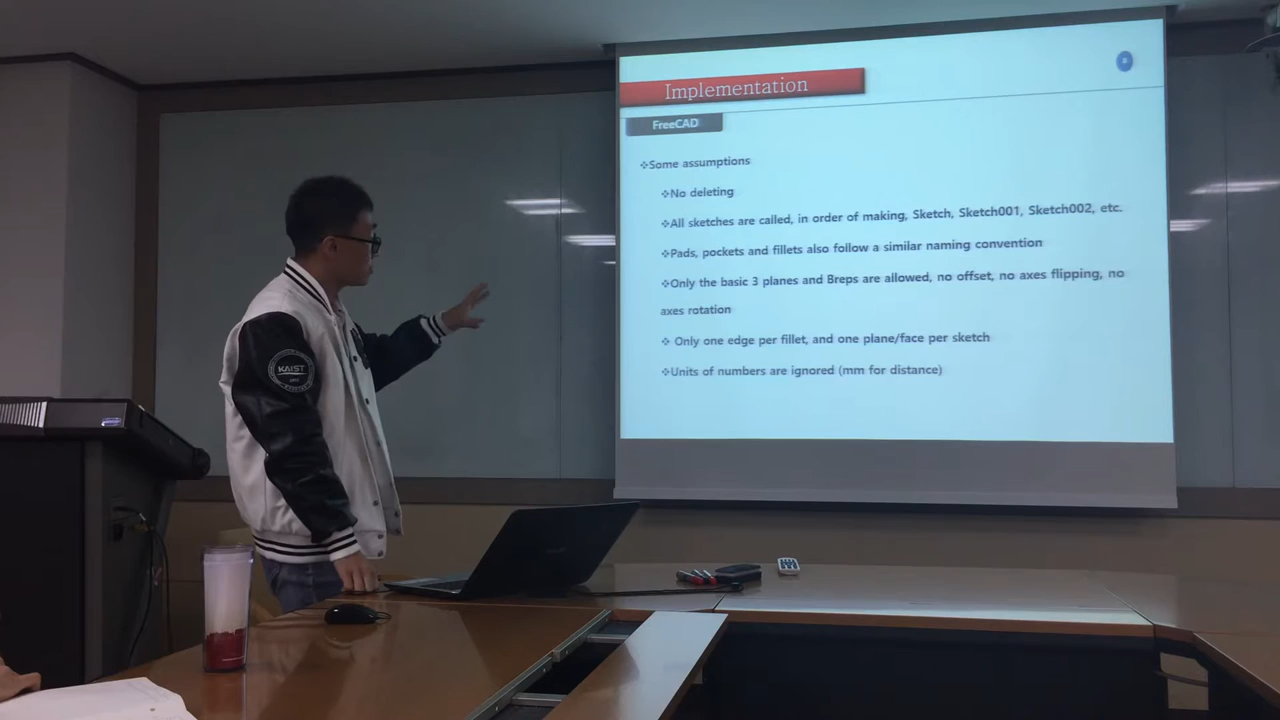 Implementation
FreeCAD
❖Some assumptions
❖No deleting
❖All sketches are called, in order of making, Sketch, Sketch001, Sketch002, etc.
❖Pads, pockets and fillets also follow a similar naming convention
❖Only the basic 3 planes and Breps are allowed, no offset, no axes flipping, no
axes rotation
❖ Only one edge per fillet, and one plane/face per sketch
❖Units of numbers are ignored (mm for distance)
KAIST